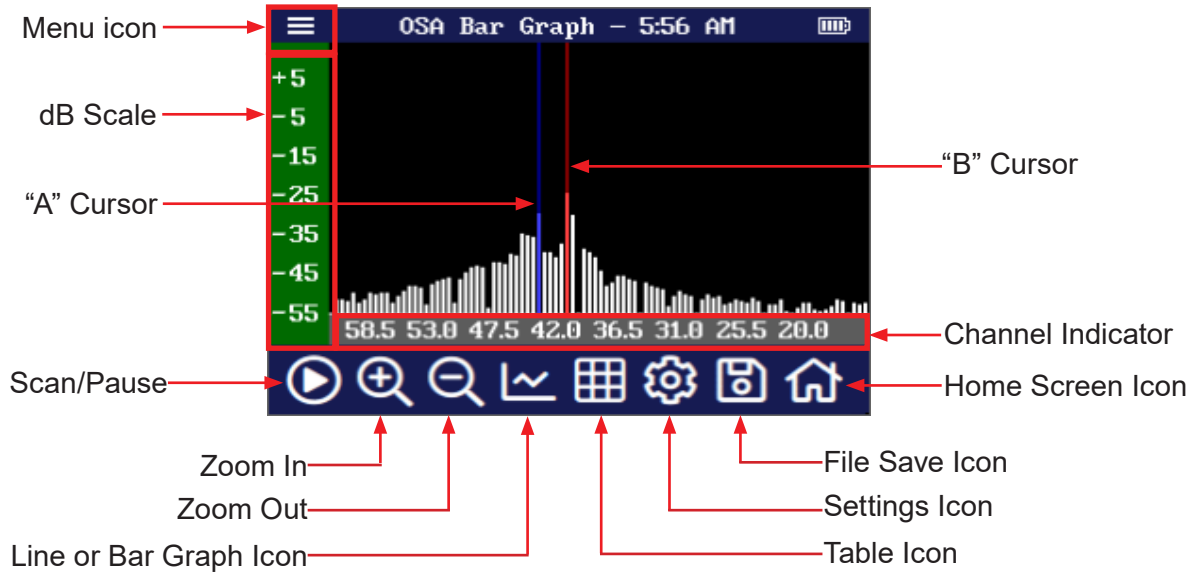 Menu icon
OSA Bar Graph – 5:56 AM
dB Scale
+5
-5
-15
-25
-35
-45
-55
"A" Cursor
"B" Cursor
58.5 53.0 47.5 42.0 36.5 31.0 25.5 20.0
Channel Indicator
Scan/Pause
Home Screen Icon
Zoom In
File Save Icon
Zoom Out
Settings Icon
Line or Bar Graph Icon
Table Icon